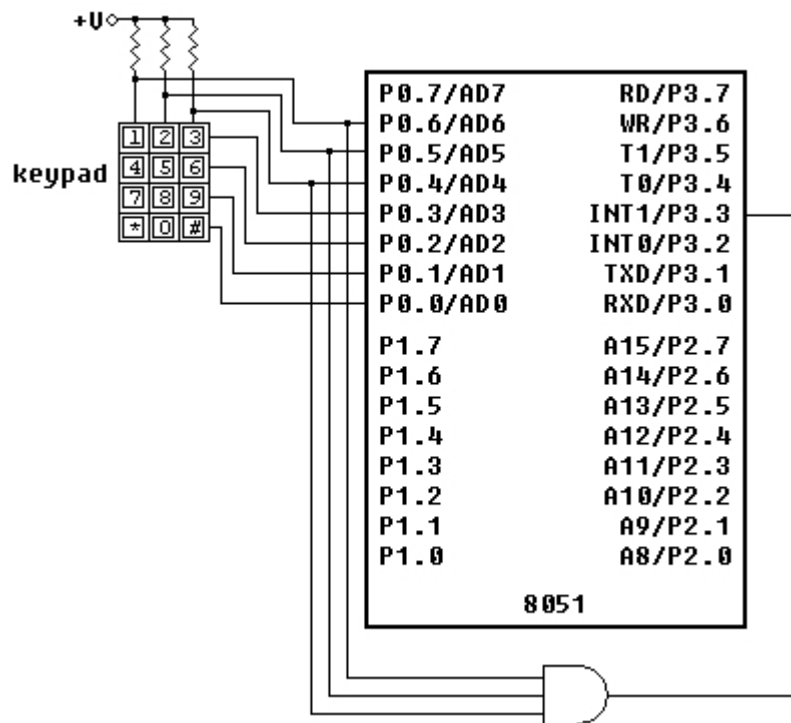 +V
keypad
1 2 3
4 5 6
7 8 9
* 0 #
P0.7/AD7 RD/P3.7
P0.6/AD6 WR/P3.6
P0.5/AD5 T1/P3.5
P0.4/AD4 T0/P3.4
P0.3/AD3 INT1/P3.3
P0.2/AD2 INT0/P3.2
P0.1/AD1 TXD/P3.1
P0.0/AD0 RXD/P3.0
P1.7 A15/P2.7
P1.6 A14/P2.6
P1.5 A13/P2.5
P1.4 A12/P2.4
P1.3 A11/P2.3
P1.2 A10/P2.2
P1.1 A9/P2.1
P1.0 A8/P2.0
8051